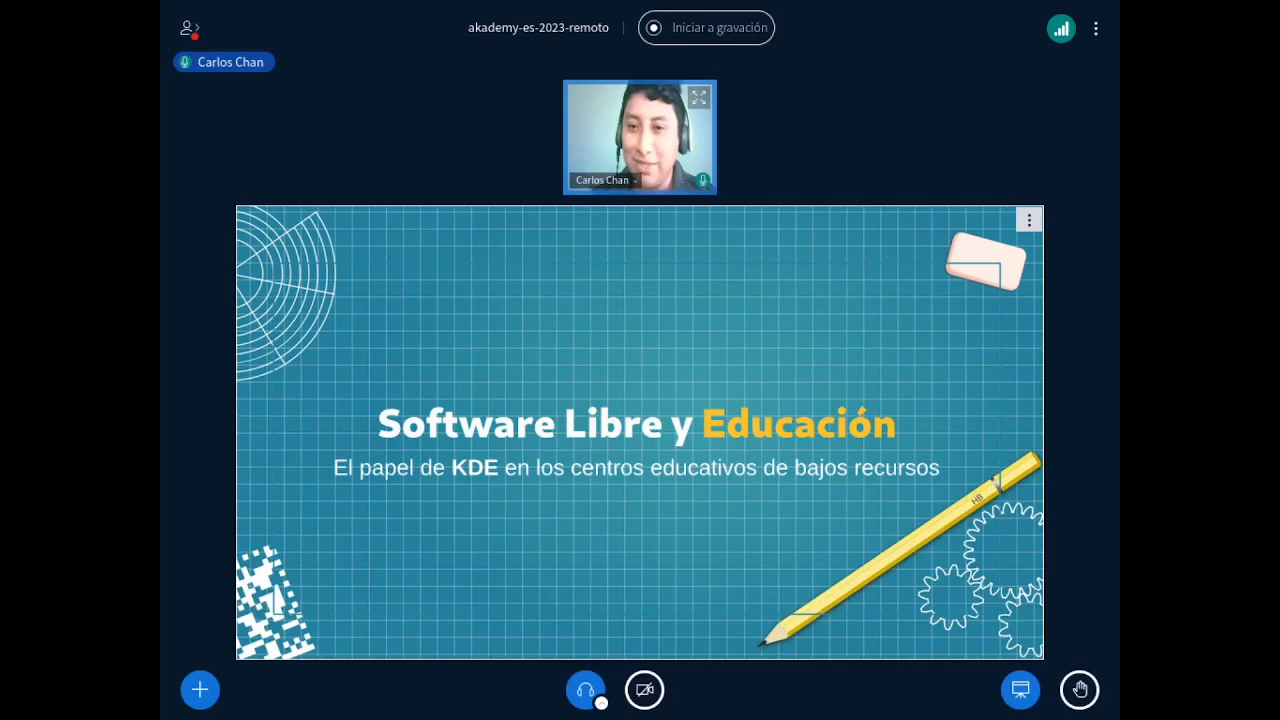 akademy-es-2023-remoto
Iniciar a gravación
Carlos Chan
Carlos Chan
Software Libre y Educación
El papel de KDE en los centros educativos de bajos recursos
HB